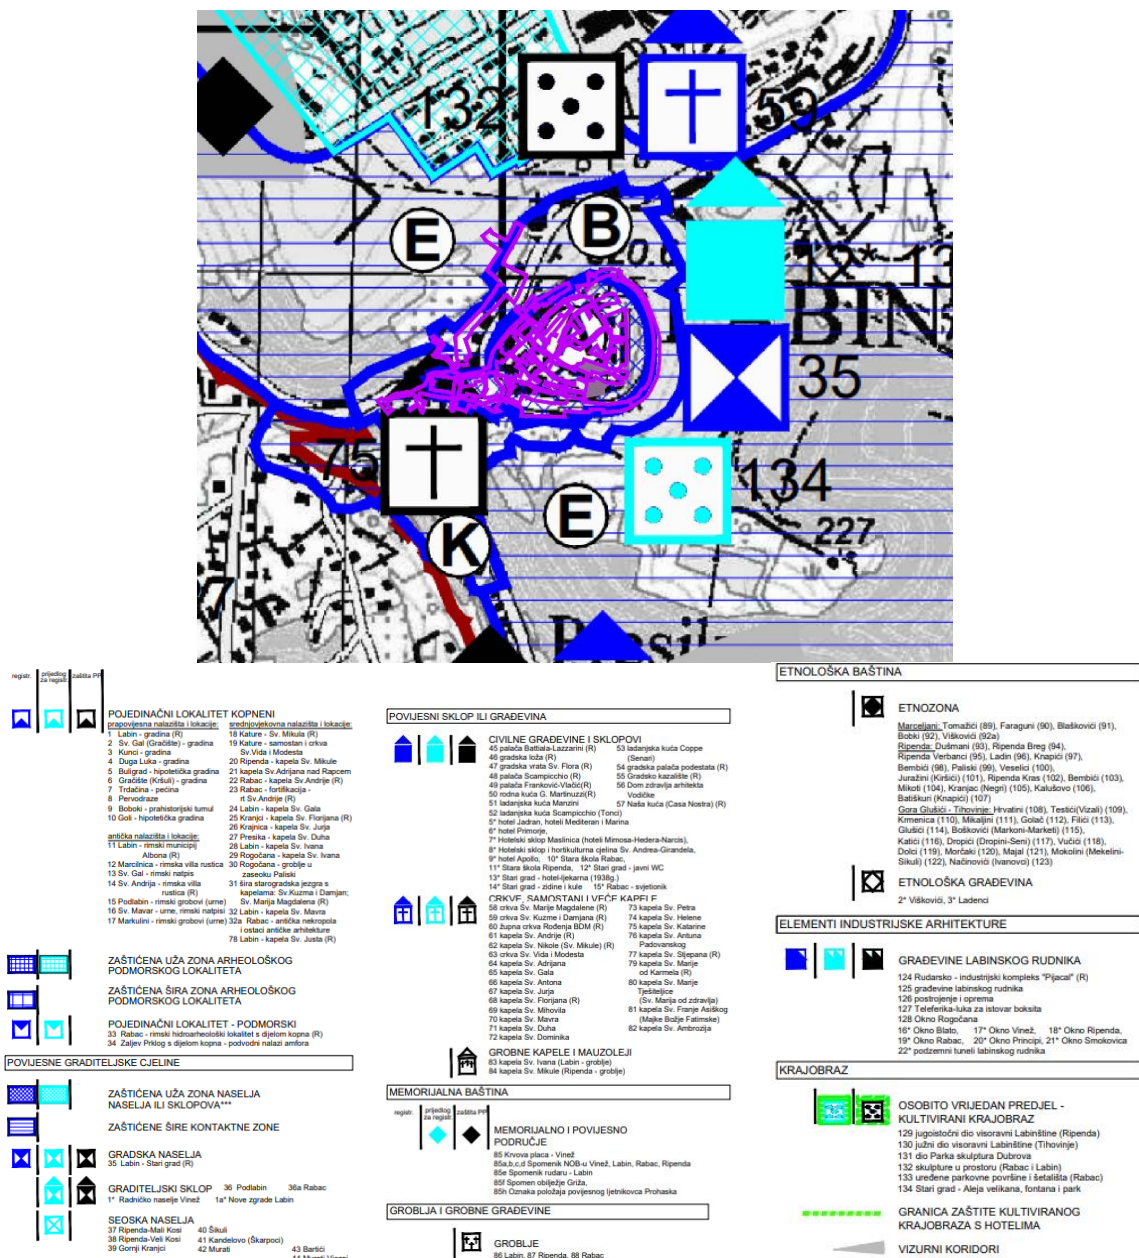 132
59
E
B
12* 13
BIN
35
75
134
E
K
227
7
registr.
prijedlog za registr.
zaštita PP
POJEDINAČNI LOKALITET KOPNENI
prapovijesna nalazišta i lokacije:
1 Labin - gradina (R)
2 Sv. Gal (Gračište) - gradina
3 Kunci - gradina
4 Duga Luka - gradina
5 Buligrad - hipotetička gradina
6 Gračište (Kršuli) - gradina
7 Trdačina - pećina
8 Pervodraze
9 Boboki - prahistorijski tumul
10 Goli - hipotetička gradina
antička nalazišta i lokacije:
11 Labin - rimski municipij
Albona (R)
12 Marcilnica - rimska villa rustica
13 Sv. Gal - rimski natpis
14 Sv. Andrija - rimska villa
rustica (R)
15 Podlabin - rimski grobovi (urne)
16 Sv. Mavar - urne, rimski natpisi
17 Markulini - rimski grobovi (urne)
srednjovjekovna nalazišta i lokacije:
18 Kature - Sv. Mikula (R)
19 Kature - samostan i crkva
Sv.Vida i Modesta
20 Ripenda - kapela Sv. Mikule
21 kapela Sv.Adrijana nad Rapcem
22 Rabac - kapela Sv.Andrije (R)
23 Rabac - fortifikacija -
rt Sv.Andrije (R)
24 Labin - kapela Sv. Gala
25 Kranjci - kapela Sv. Florijana (R)
26 Krajnica - kapela Sv. Jurja
27 Presika - kapela Sv. Duha
28 Labin - kapela Sv. Ivana
29 Rogočana - kapela Sv. Ivana
30 Rogočana - groblje u
zaseoku Paliski
31 šira starogradska jezgra s
kapelama: Sv.Kuzma i Damjan;
Sv. Marija Magdalena (R)
32 Labin - kapela Sv. Mavra
32a Rabac - antička nekropola
i ostaci antičke arhitekture
78 Labin - kapela Sv. Justa (R)
ZAŠTIĆENA UŽA ZONA ARHEOLOŠKOG
PODMORSKOG LOKALITETA
ZAŠTIĆENA ŠIRA ZONA ARHEOLOŠKOG
PODMORSKOG LOKALITETA
POJEDINAČNI LOKALITET - PODMORSKI
33 Rabac - rimski hidroarheološki lokalitet s dijelom kopna (R)
34 Zaljev Prklog s dijelom kopna - podvodni nalazi amfora
POVIJESNE GRADITELJSKE CJELINE
ZAŠTIĆENA UŽA ZONA NASELJA
NASELJA ILI SKLOPOVA***
ZAŠTIĆENE ŠIRE KONTAKTNE ZONE
GRADSKA NASELJA
35 Labin - Stari grad (R)
GRADITELJSKI SKLOP 36 Podlabin 36a Rabac
1* Radničko naselje Vinež 1a* Nove zgrade Labin
SEOSKA NASELJA
37 Ripenda-Mali Kosi 40 Škuli
38 Ripenda-Veli Kosi 41 Kandelovo (Škarpoci)
39 Gornji Kranjci 42 Murati 43 Bartići
POVIJESNI SKLOP ILI GRAĐEVINA
CIVILNE GRAĐEVINE I SKLOPOVI
45 palača Battiala-Lazzarini (R)
46 gradska loža (R)
47 gradska vrata Sv. Flora (R)
48 palača Scampicchio (R)
49 palača Franković-Vlačić(R)
50 rodna kuća G. Martinuzzi(R)
51 ladanjska kuća Manzini
52 ladanjska kuća Scampicchio (Tonci)
53 ladanjska kuća Coppe
(Senari)
54 gradska palača podestata (R)
55 Gradsko kazalište (R)
56 Dom zdravlja arhitekta
Vodičke
57 Naša kuća (Casa Nostra) (R)
5* hotel Jadran, hoteli Mediteran i Marina
6* hotel Primorje,
7* Hotelski sklop Maslinica (hoteli Mimosa-Hedera-Narcis),
8* Hotelski sklop i hortikulturna cjelina Sv. Andrea-Girandela,
9* hotel Apollo, 10* Stara škola Rabac,
11* Stara škola Ripenda, 12* Stari grad - javni WC
13* Stari grad - hotel-ljekarna (1938g.)
14* Stari grad - zidine i kule 15* Rabac - svjetionik
CRKVE, SAMOSTANI I VEĆE KAPELE
58 crkva Sv. Marije Magdalene (R)
59 crkva Sv. Kuzme i Damjana (R)
60 župna crkva Rođenja BDM (R)
61 kapela Sv. Andrije (R)
62 kapela Sv. Nikole (Sv. Mikule) (R)
63 crkva Sv. Vida i Modesta
64 kapela Sv. Adrijana
65 kapela Sv. Gala
66 kapela Sv. Antona
67 kapela Sv. Jurja
68 kapela Sv. Florijana (R)
69 kapela Sv. Mihovila
70 kapela Sv. Mavra
71 kapela Sv. Duha
72 kapela Sv. Dominika
73 kapela Sv. Petra
74 kapela Sv. Helene
75 kapela Sv. Katarine
76 kapela Sv. Antuna
Padovanskog
77 kapela Sv. Stjepana (R)
79 kapela Sv. Marije
od Karmela (R)
80 kapela Sv. Marije
Tješiteljice
(Sv. Marija od zdravlja)
81 kapela Sv. Franje Asiškog
(Majke Božje Fatimske)
82 kapela Sv. Ambrozija
GROBNE KAPELE I MAUZOLEJI
83 kapela Sv. Ivana (Labin - groblje)
84 kapela Sv. Mikule (Ripenda - groblje)
MEMORIJALNA BAŠTINA
registr.
prijedlog za registr.
zaštita PP
MEMORIJALNO I POVIJESNO
PODRUČJE
85 Krvova placa - Vinež
85a,b,c,d Spomenik NOB-u Vinež, Labin, Rabac, Ripenda
85e Spomenik rudaru - Labin
85f Spomen obilježje Griža,
85h Oznaka položaja povijesnog ljetnikovca Prohaska
GROBLJA I GROBNE GRAĐEVINE
GROBLJE
86 Labin, 87 Ripenda, 88 Rabac
ETNOLOŠKA BAŠTINA
ETNOZONA
Marceljani: Tomažići (89), Faraguni (90), Blaškovići (91),
Bobki (92), Viškovići (92a)
Ripenda: Dušmani (93), Ripenda Breg (94),
Ripenda Verbanci (95), Ladin (96), Knapići (97),
Bembići (98), Paliski (99), Veselici (100),
Juražini (Kiršići) (101), Ripenda Kras (102), Bembići (103),
Mikoti (104), Kranjac (Negri) (105), Kalušovo (106),
Batiškuri (Knapići) (107)
Gora Glušići - Tihovinje: Hrvatini (108), Testići(Vizali) (109),
Krmenica (110), Mikaljini (111), Golač (112), Filići (113),
Glušići (114), Boškovići (Markoni-Marketi) (115),
Katići (116), Dropići (Dropini-Seni) (117), Vučići (118),
Dolci (119), Morčaki (120), Majal (121), Mokolini (Mekelini-
Sikuli) (122), Načinovići (Ivanovci) (123)
ETNOLOŠKA GRAĐEVINA
2* Viškovići, 3* Ladenci
ELEMENTI INDUSTRIJSKE ARHITEKTURE
GRAĐEVINE LABINSKOG RUDNIKA
124 Rudarsko - industrijski kompleks "Pijacal" (R)
125 građevine labinskog rudnika
126 postrojenje i oprema
127 Teleferika-luka za istovar boksita
128 Okno Rogočana
16* Okno Blato, 17* Okno Vinež, 18* Okno Ripenda,
19* Okno Rabac, 20* Okno Principi, 21* Okno Smokovica
22* podzemni tuneli labinskog rudnika
KRAJOBRAZ
OSOBITO VRIJEDAN PREDJEL -
KULTIVIRANI KRAJOBRAZ
129 jugoistočni dio visoravni Labinštine (Ripenda)
130 južni dio visoravni Labinštine (Tihovinje)
131 dio Parka skulptura Dubrova
132 skulpture u prostoru (Rabac i Labin)
133 uređene parkovne površine i šetališta (Rabac)
134 Stari grad - Aleja velikana, fontana i park
GRANICA ZAŠTITE KULTIVIRANOG
KRAJOBRAZA S HOTELIMA
VIZURNI KORIDORI